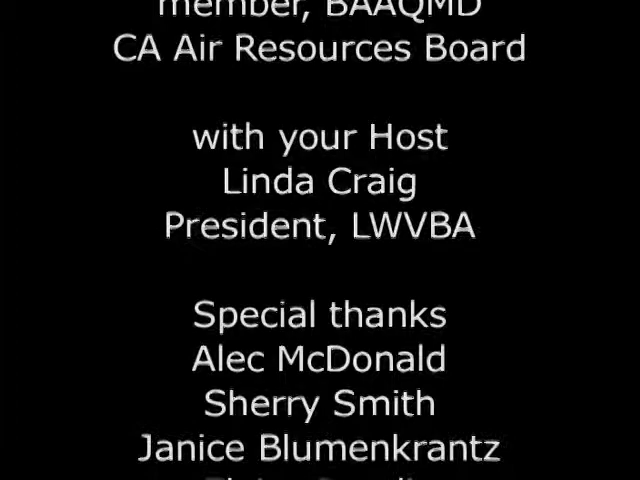 member, BAAQMD
CA Air Resources Board
with your Host
Linda Craig
President, LWVBA
Special thanks
Alec McDonald
Sherry Smith
Janice Blumenkrantz